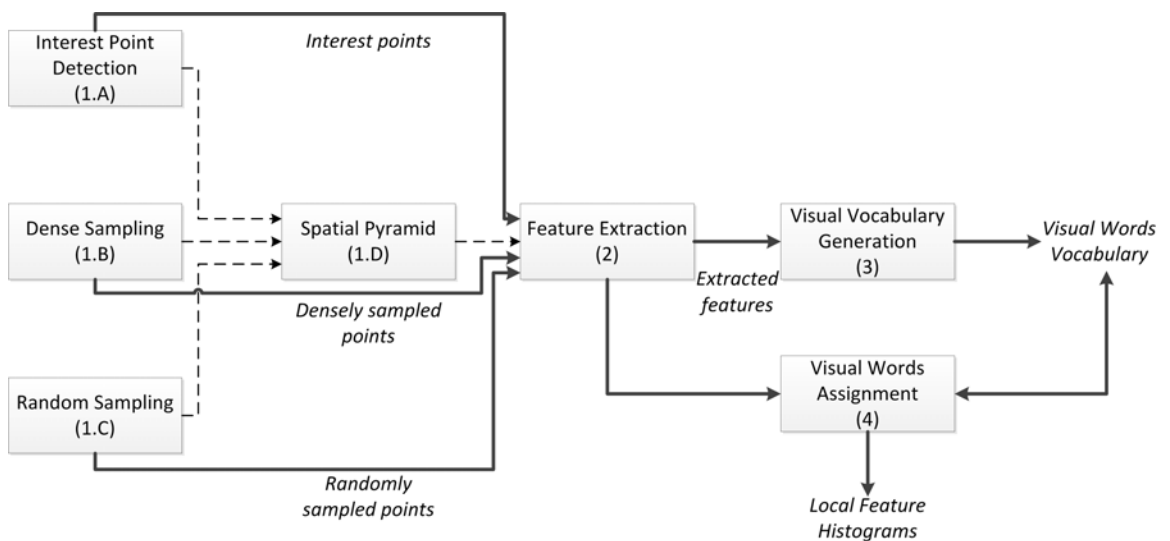 Interest Point
Detection
(1.A)
Interest points
Dense Sampling
(1.B)
Spatial Pyramid
(1.D)
Feature Extraction
(2)
Visual Vocabulary
Generation
(3)
Visual Words
Vocabulary
Densely sampled
points
Extracted
features
Random Sampling
(1.C)
Visual Words
Assignment
(4)
Randomly
sampled points
Local Feature
Histograms